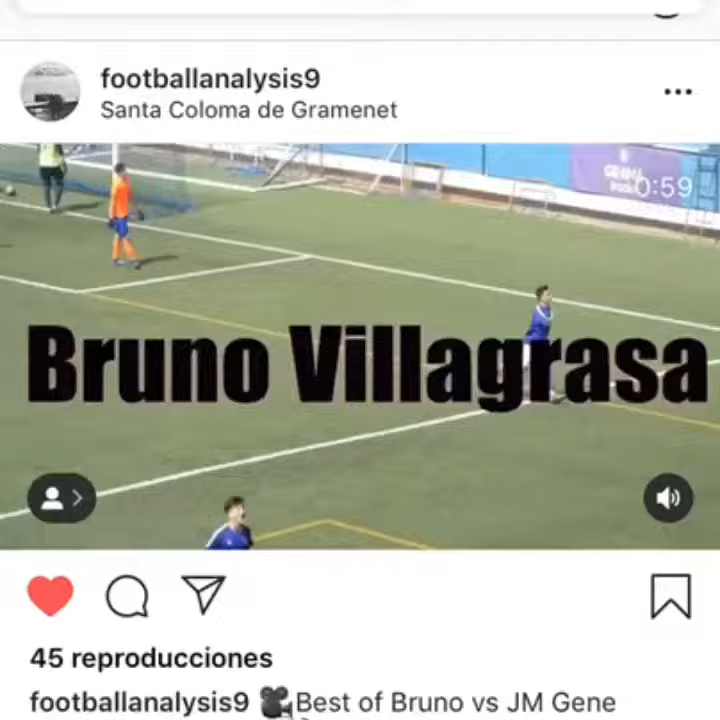 footballanalysis9
Santa Coloma de Gramenet
0:59
Bruno Villagrasa
45 reproducciones
footballanalysis9 🎥Best of Bruno vs JM Gene